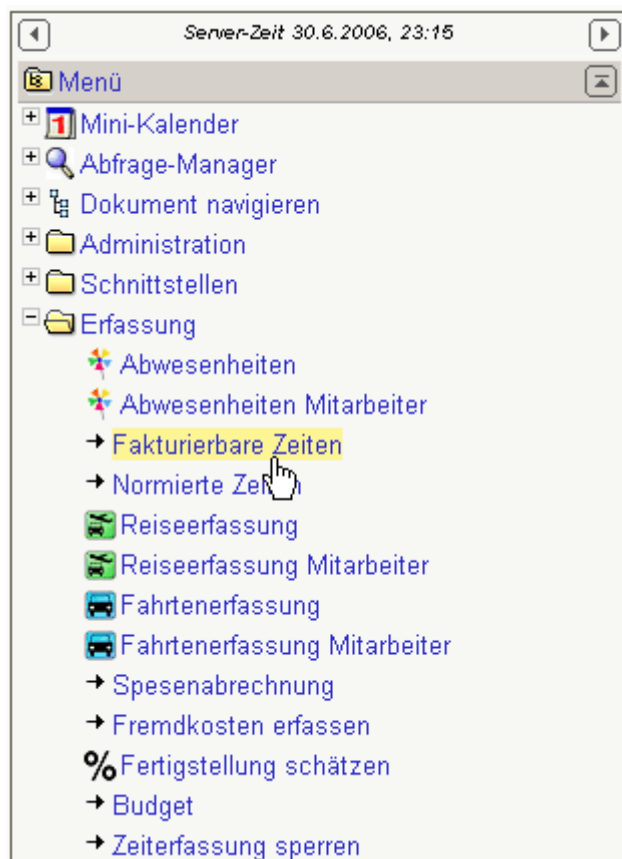 Server-Zeit 30.6.2006, 23:15
Menü
Mini-Kalender
Abfrage-Manager
Dokument navigieren
Administration
Schnittstellen
Erfassung
Abwesenheiten
Abwesenheiten Mitarbeiter
Fakturierbare Zeiten
Normierte Zeiten
Reiseerfassung
Reiseerfassung Mitarbeiter
Fahrtenerfassung
Fahrtenerfassung Mitarbeiter
Spesenabrechnung
Fremdkosten erfassen
% Fertigstellung schätzen
Budget
Zeiterfassung sperren